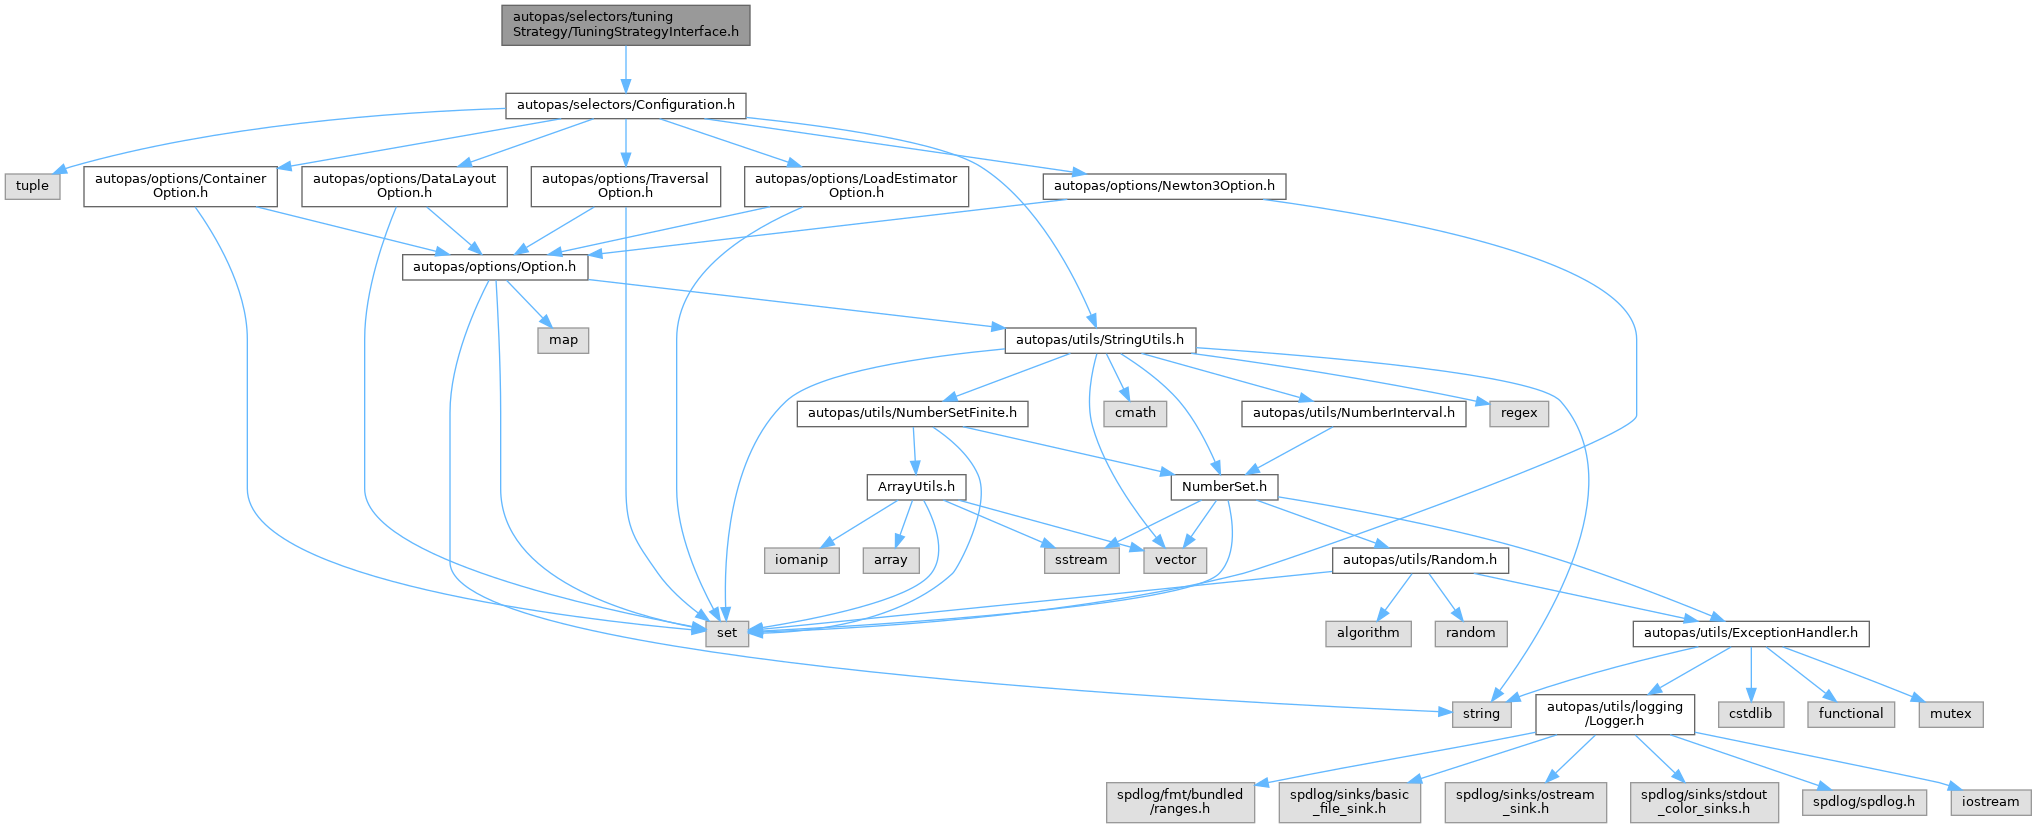 autopas/selectors/tuning
Strategy/TuningStrategyInterface.h
autopas/selectors/Configuration.h
tuple
autopas/options/Container
Option.h
autopas/options/DataLayout
Option.h
autopas/options/Traversal
Option.h
autopas/options/LoadEstimator
Option.h
autopas/options/Newton3Option.h
autopas/options/Option.h
map
autopas/utils/StringUtils.h
autopas/utils/NumberSetFinite.h
cmath
autopas/utils/NumberInterval.h
regex
ArrayUtils.h
NumberSet.h
iomanip
array
sstream
vector
autopas/utils/Random.h
set
algorithm
random
autopas/utils/ExceptionHandler.h
string
autopas/utils/logging
/Logger.h
cstdlib
functional
mutex
spdlog/fmt/bundled
/ranges.h
spdlog/sinks/basic
_file_sink.h
spdlog/sinks/ostream
_sink.h
spdlog/sinks/stdout
_color_sinks.h
spdlog/spdlog.h
iostream